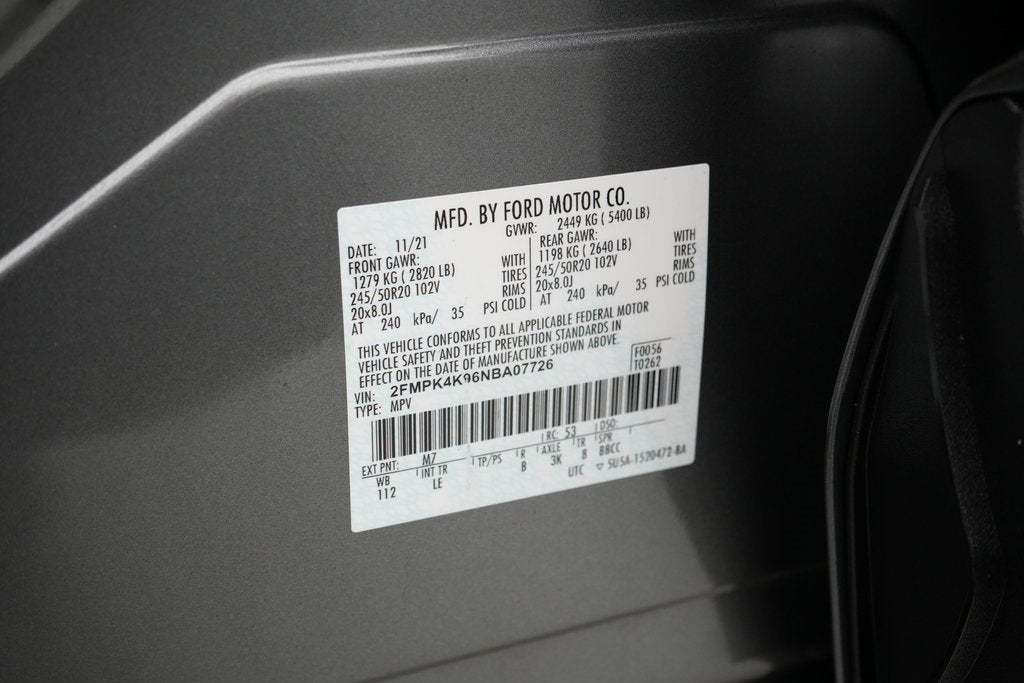 MFD. BY FORD MOTOR CO.
DATE: 11/21 GVWR: 2449 KG ( 5400 LB)
FRONT GAWR: REAR GAWR:
1279 KG ( 2820 LB) WITH 1198 KG ( 2640 LB) WITH
245/50R20 102V TIRES 245/50R20 102V TIRES
20x8.0J RIMS 20x8.0J RIMS
AT 240 kPa/ 35 PSI COLD AT 240 kPa/ 35 PSI COLD
THIS VEHICLE CONFORMS TO ALL APPLICABLE FEDERAL MOTOR
VEHICLE SAFETY AND THEFT PREVENTION STANDARDS IN
EFFECT ON THE DATE OF MANUFACTURE SHOWN ABOVE.
VIN: 2FMPK4K96NBA07726 F0056
TYPE: MPV T0262
EXT PNT: M7 RC: 53 DSO:
WB INT TR TP/PS R AXLE TR SPR
112 LE B 3K B BBCC
UTC ▽ 5U5A-1520472-BA